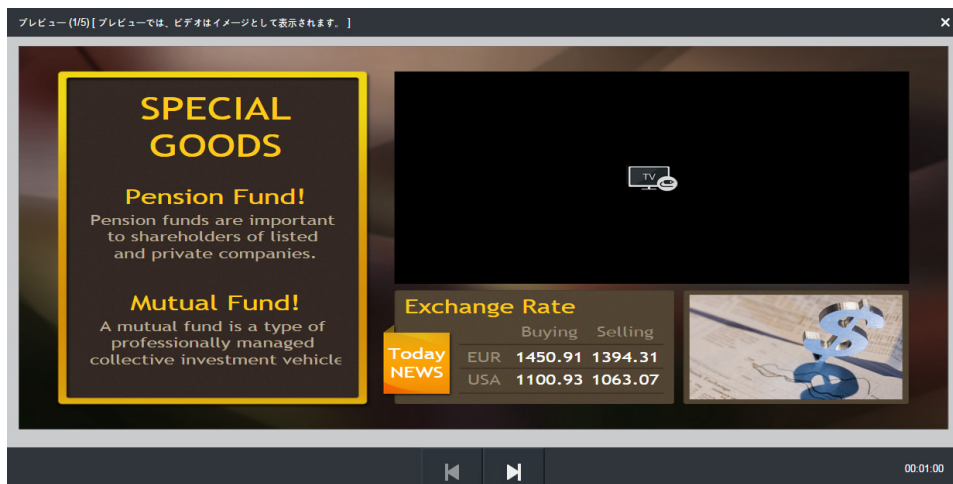 プレビュー (1/5) [ プレビューでは、ビデオはイメージとして表示されます。 ]
SPECIAL
GOODS
Pension Fund!
Pension funds are important
to shareholders of listed
and private companies.
Mutual Fund!
A mutual fund is a type of
professionally managed
collective investment vehicle
TV
Exchange Rate
Buying Selling
Today
NEWS
EUR 1450.91 1394.31
USA 1100.93 1063.07
00:01:00